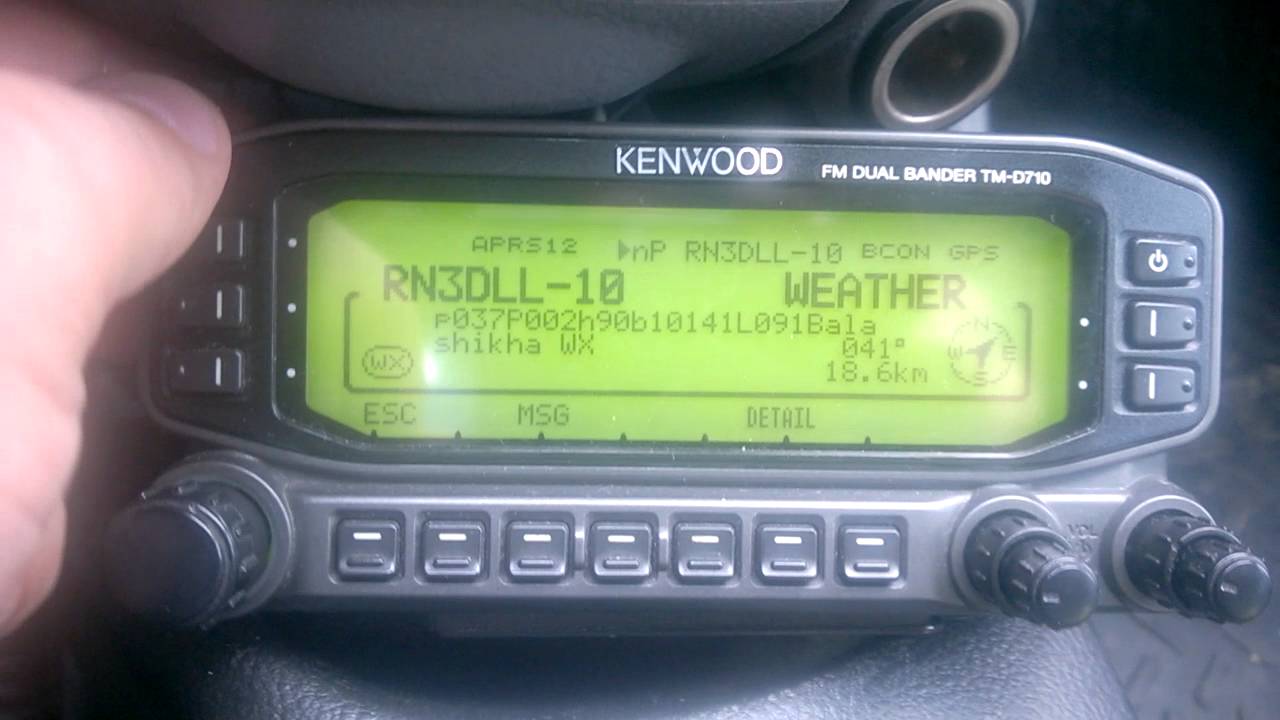 KENWOOD FM DUAL BANDER TM-D710
APRS12 ▶nP RN3DLL-10 BCON GPS
RN3DLL-10 WEATHER
p037P002h90b10141L091Bala
shikha WX
WX 041° N W E S
18.6km
ESC MSG DETAIL
VOL